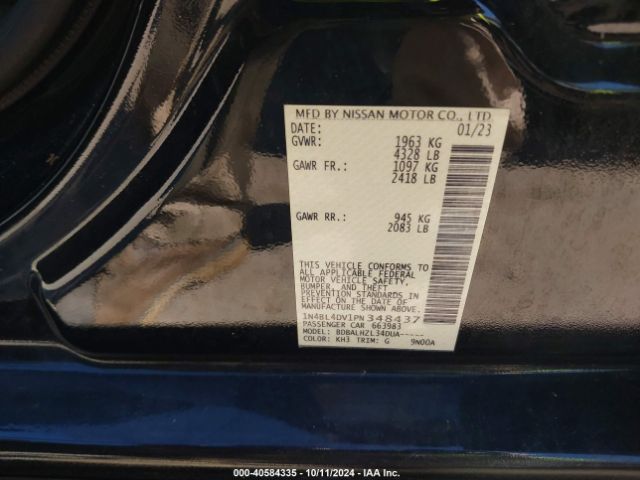 MFD BY NISSAN MOTOR CO., LTD.
DATE: 01/23
GVWR: 1963 KG
4328 LB
GAWR FR.: 1097 KG
2418 LB
GAWR RR.: 945 KG
2083 LB
THIS VEHICLE CONFORMS TO
ALL APPLICABLE FEDERAL
MOTOR VEHICLE SAFETY,
BUMPER, AND THEFT
PREVENTION STANDARDS IN
EFFECT ON THE DATE OF
MANUFACTURE SHOWN ABOVE.
1N4BL4DV1PN348437
PASSENGER CAR 663983
MODEL: BDBALHZL34DUA-----
COLOR: KH3 TRIM: G 9N00A
000-40584335 - 10/11/2024 - IAA Inc.